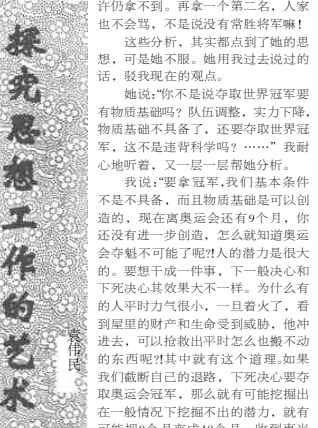 探究思想工作的艺术
袁伟民
许仍拿不到。再拿一个第二名，人家
也不会骂，不是说没有常胜将军嘛！
这些分析，其实都点到了她的思
想，可是她不服。她用我过去说过的
话，驳我现在的观点。
她说：“你不是说夺取世界冠军要
有物质基础吗？队伍调整，实力下降，
物质基础不具备了，还要夺取世界冠
军，这不是违背科学吗？……”我耐
心地听着，又一层一层帮她分析。
我说：“要拿冠军，我们基本条件
不是不具备，而且物质基础是可以创
造的，现在离奥运会还有9个月，你
还没有进一步创造，怎么就知道奥运
会夺魁不可能了呢?!人的潜力是很大
的。要想干成一件事，下一般决心和
下死决心其效果大不一样。为什么有
的人平时力气很小，一旦着火了，看
到屋里的财产和生命受到威胁，他冲
进去，可以抢救出平时怎么也搬不动
的东西呢?!其中就有这个道理。如果
我们截断自己的退路，下死决心要夺
取奥运会冠军，那么就有可能挖掘出
在一般情况下挖掘不出的潜力，就有